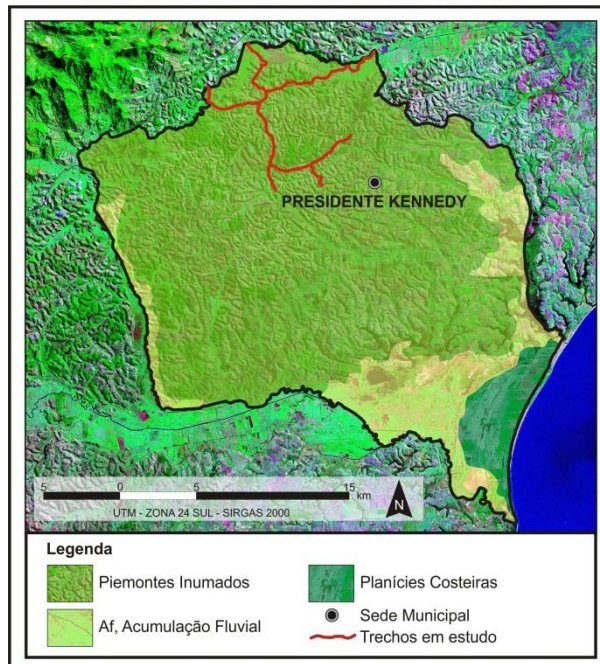 PRESIDENTE KENNEDY
5 0 5 15
km
UTM - ZONA 24 SUL - SIRGAS 2000
N
Legenda
Piemontes Inumados
Planícies Costeiras
Sede Municipal
Af, Acumulação Fluvial
Trechos em estudo